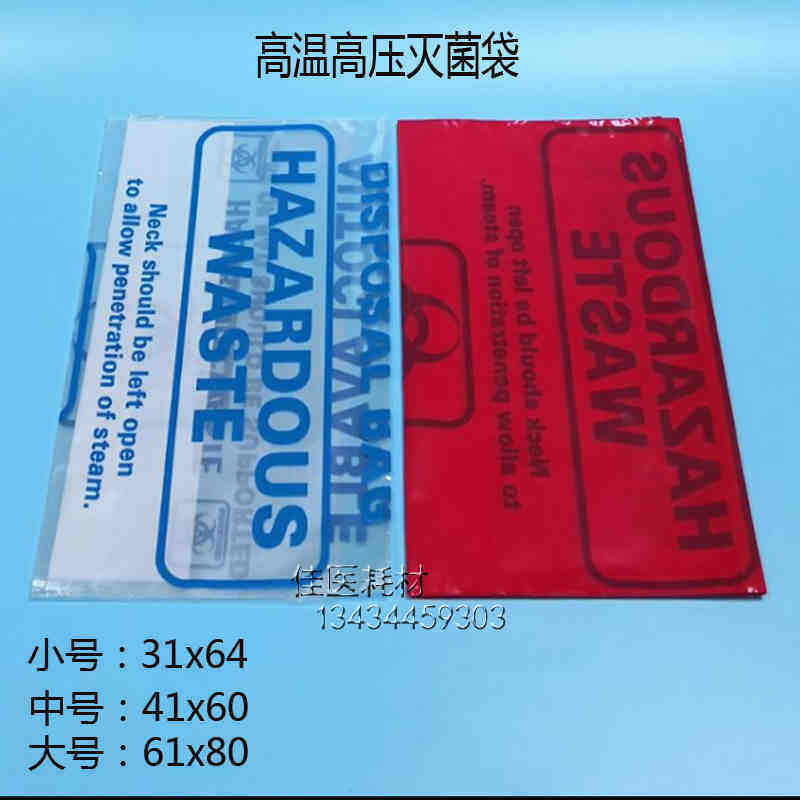 高温高压灭菌袋
Neck should be left open
to allow penetration of steam.
HAZARDOUS
WASTE
DISPOSAL BAG
HAZARDOUS
WASTE
Neck should be left open
to allow penetration of steam.
佳医耗材
13434459303
小号：31x64
中号：41x60
大号：61x80